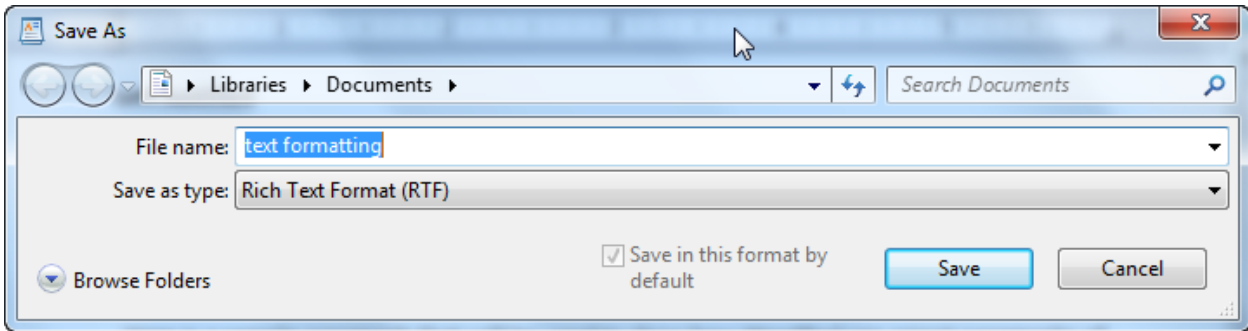 Save As
Libraries Documents
Search Documents
File name: text formatting
Save as type: Rich Text Format (RTF)
Save in this format by
default
Browse Folders
Save
Cancel